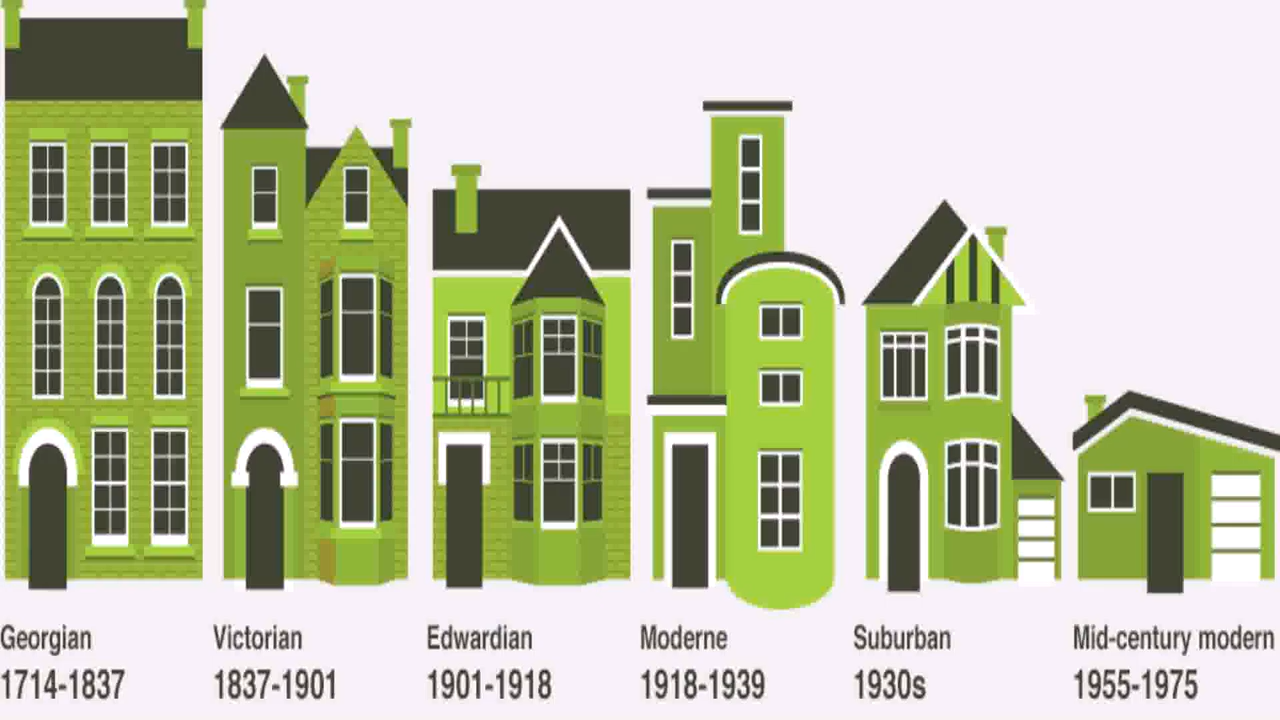 Georgian
1714-1837
Victorian
1837-1901
Edwardian
1901-1918
Moderne
1918-1939
Suburban
1930s
Mid-century modern
1955-1975